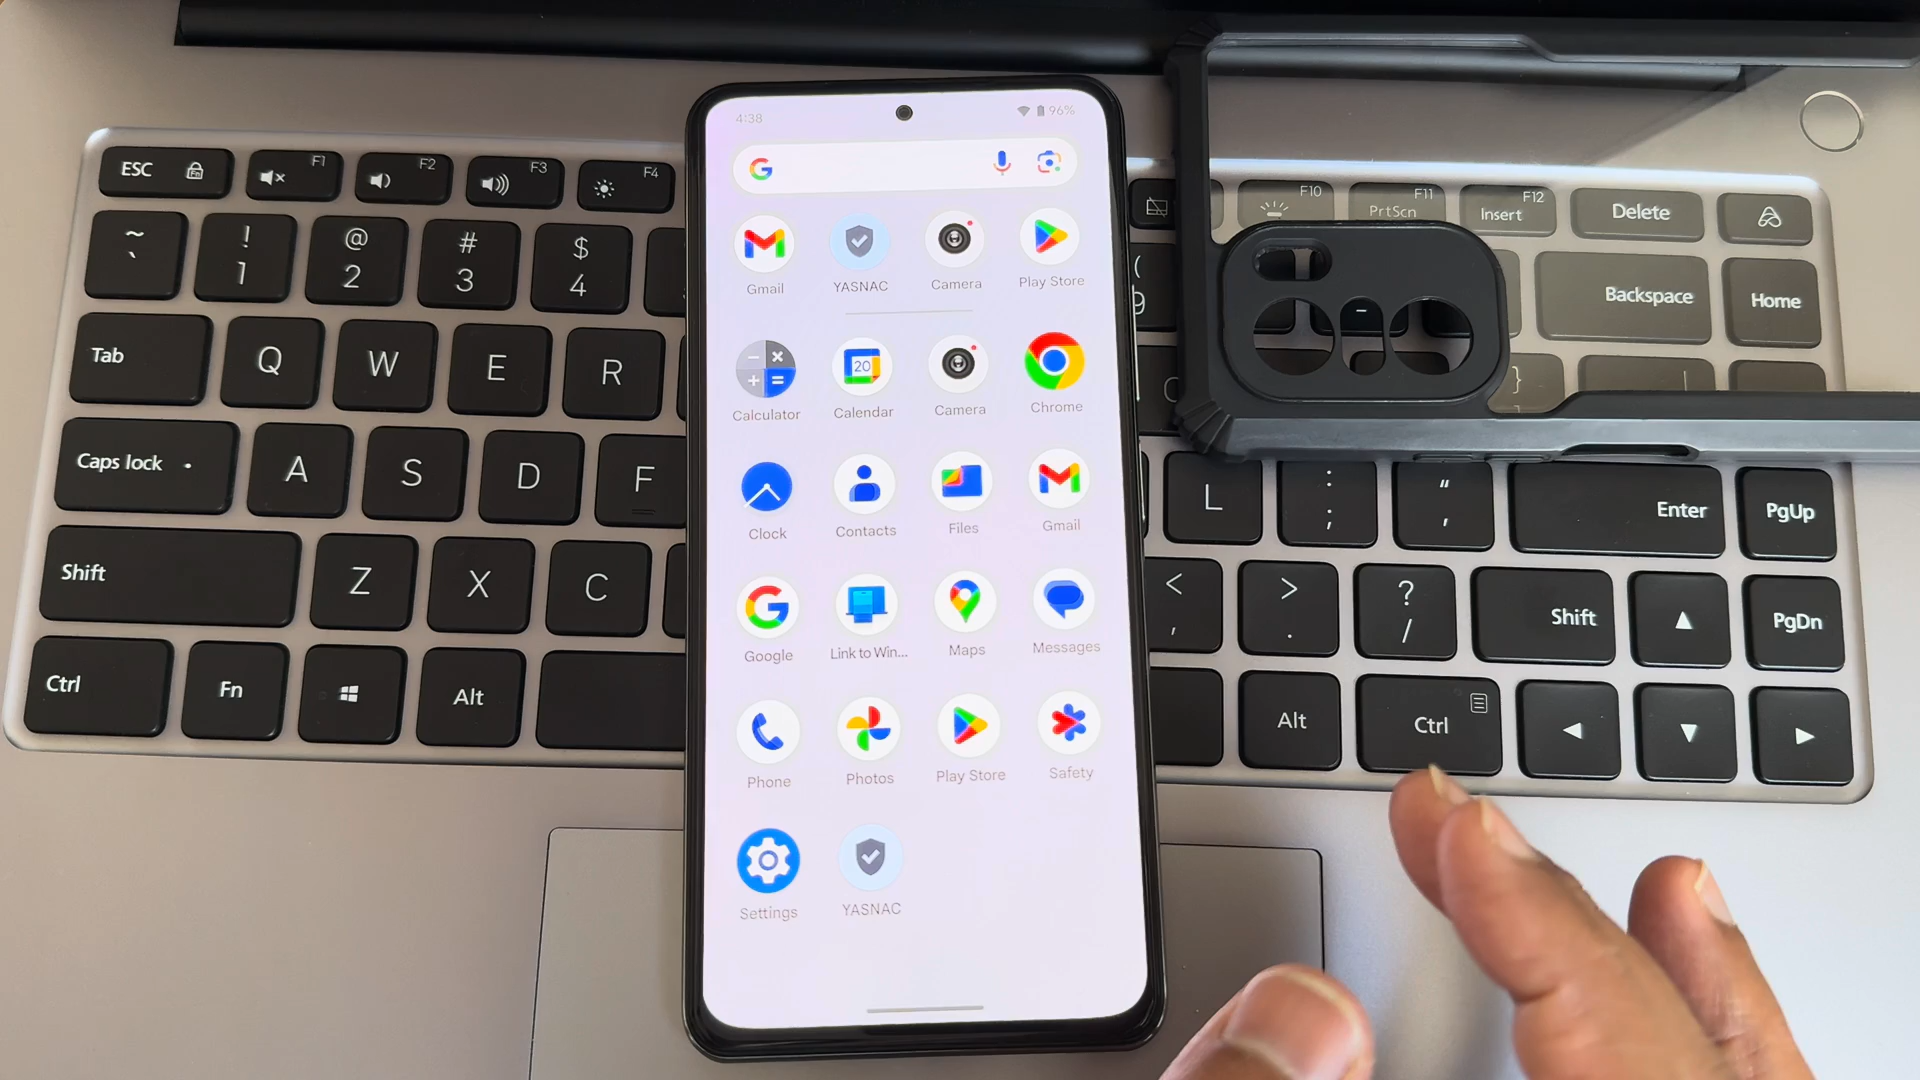 4:38 96%
G
Gmail YASNAC Camera Play Store
20
Calculator Calendar Camera Chrome
Clock Contacts Files Gmail
Google Link to Win... Maps Messages
Phone Photos Play Store Safety
Settings YASNAC
ESC Fn F1 F2 F3 F4
~ ` ! 1 @ 2 # 3 $ 4
Tab Q W E R
Caps lock A S D F
Shift Z X C
Ctrl Fn Alt
F10 PrtScn F11 Insert F12 Delete
( 9 Backspace Home
}
L : ; " ' Enter PgUp
< , > . ? / Shift PgDn
Alt Ctrl